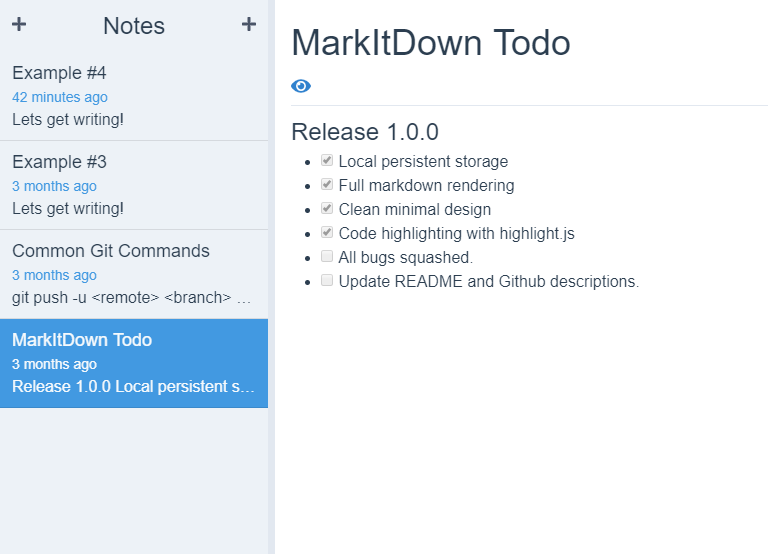 Notes
Example #4
42 minutes ago
Lets get writing!
Example #3
3 months ago
Lets get writing!
Common Git Commands
3 months ago
git push -u <remote> <branch> …
MarkItDown Todo
3 months ago
Release 1.0.0 Local persistent s…
MarkItDown Todo
Release 1.0.0
Local persistent storage
Full markdown rendering
Clean minimal design
Code highlighting with highlight.js
All bugs squashed.
Update README and Github descriptions.